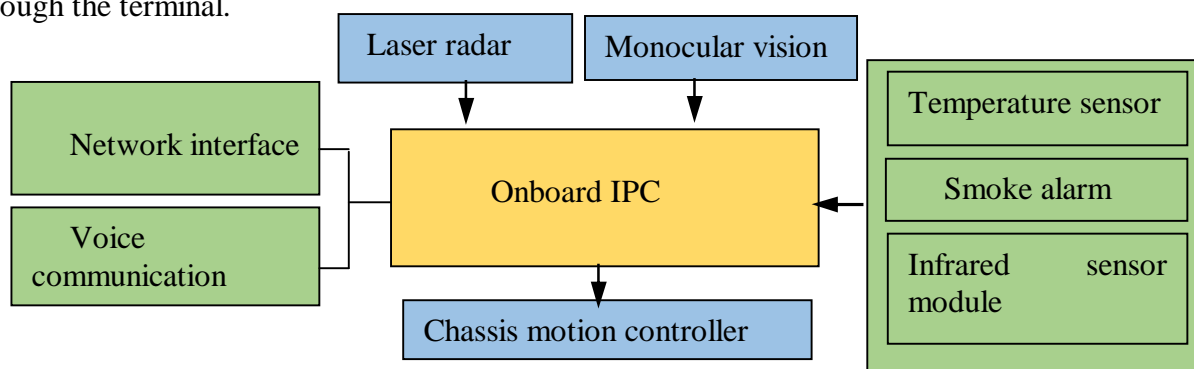 ough the terminal.
Laser radar
Monocular vision
Network interface
Voice
communication
Onboard IPC
Temperature sensor
Smoke alarm
Infrared sensor
module
Chassis motion controller